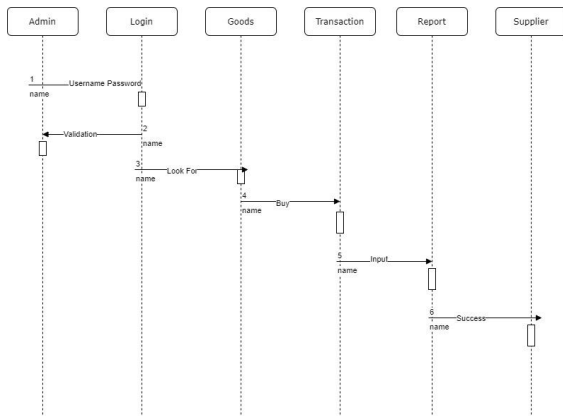 Admin
Login
Goods
Transaction
Report
Supplier
1
Username Password
name
2
Validation
name
3
Look For
name
4
Buy
name
5
Input
name
6
Success
name